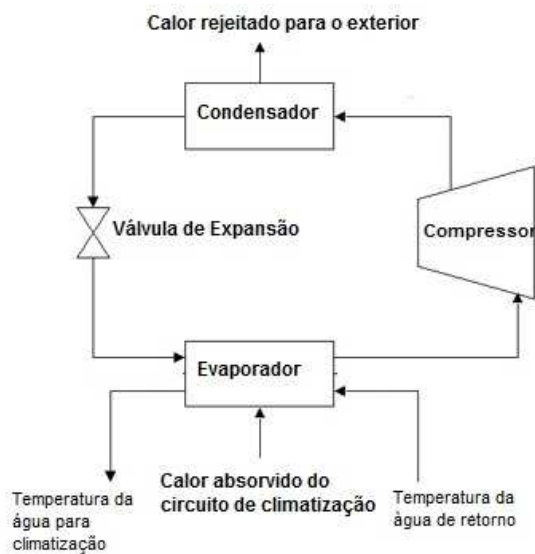 Calor rejeitado para o exterior
Condensador
Válvula de Expansão
Compressor
Evaporador
Calor absorvido do
circuito de climatização
Temperatura da
água para
climatização
Temperatura da
água de retorno